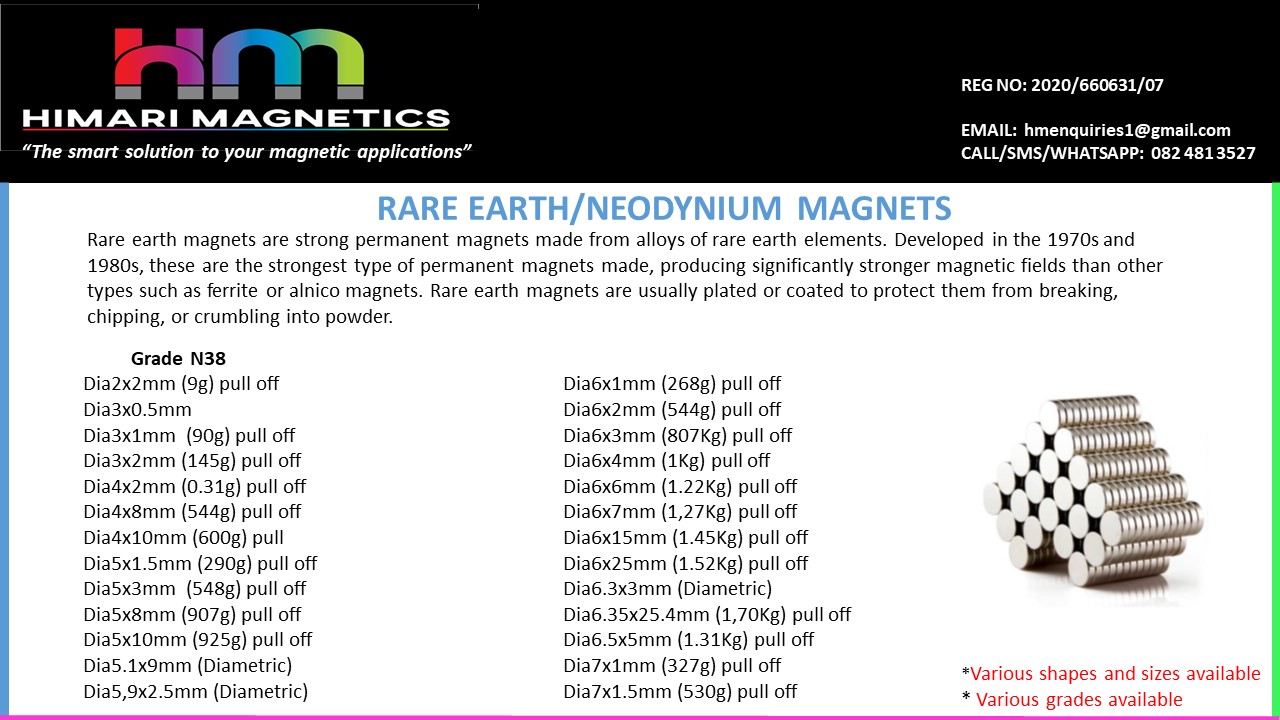 HIMARI MAGNETICS
“The smart solution to your magnetic applications”
REG NO: 2020/660631/07
EMAIL: hmenquiries1@gmail.com
CALL/SMS/WHATSAPP: 082 481 3527
RARE EARTH/NEODYNIUM MAGNETS
Rare earth magnets are strong permanent magnets made from alloys of rare earth elements. Developed in the 1970s and
1980s, these are the strongest type of permanent magnets made, producing significantly stronger magnetic fields than other
types such as ferrite or alnico magnets. Rare earth magnets are usually plated or coated to protect them from breaking,
chipping, or crumbling into powder.
Grade N38
Dia2x2mm (9g) pull off
Dia3x0.5mm
Dia3x1mm (90g) pull off
Dia3x2mm (145g) pull off
Dia4x2mm (0.31g) pull off
Dia4x8mm (544g) pull off
Dia4x10mm (600g) pull
Dia5x1.5mm (290g) pull off
Dia5x3mm (548g) pull off
Dia5x8mm (907g) pull off
Dia5x10mm (925g) pull off
Dia5.1x9mm (Diametric)
Dia5,9x2.5mm (Diametric)
Dia6x1mm (268g) pull off
Dia6x2mm (544g) pull off
Dia6x3mm (807Kg) pull off
Dia6x4mm (1Kg) pull off
Dia6x6mm (1.22Kg) pull off
Dia6x7mm (1,27Kg) pull off
Dia6x15mm (1.45Kg) pull off
Dia6x25mm (1.52Kg) pull off
Dia6.3x3mm (Diametric)
Dia6.35x25.4mm (1,70Kg) pull off
Dia6.5x5mm (1.31Kg) pull off
Dia7x1mm (327g) pull off
Dia7x1.5mm (530g) pull off
*Various shapes and sizes available
* Various grades available